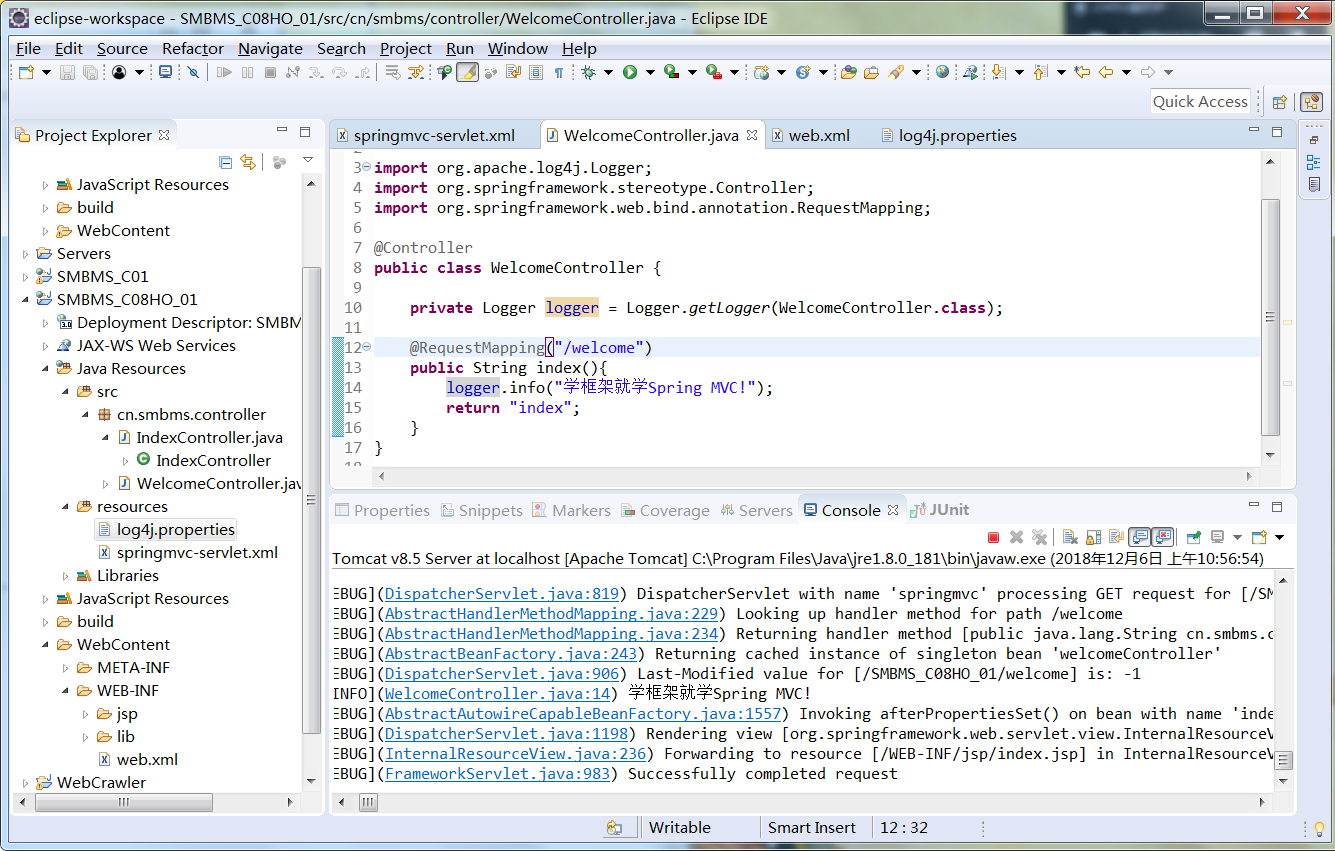 eclipse-workspace - SMBMS_C08HO_01/src/cn/smbms/controller/WelcomeController.java - Eclipse IDE
File Edit Source Refactor Navigate Search Project Run Window Help
Quick Access
Project Explorer
JavaScript Resources
build
WebContent
Servers
SMBMS_C01
SMBMS_C08HO_01
Deployment Descriptor: SMBM
JAX-WS Web Services
Java Resources
src
cn.smbms.controller
IndexController.java
IndexController
WelcomeController.jav
resources
log4j.properties
springmvc-servlet.xml
Libraries
JavaScript Resources
build
WebContent
META-INF
WEB-INF
jsp
lib
web.xml
WebCrawler
springmvc-servlet.xml WelcomeController.java web.xml log4j.properties
3 import org.apache.log4j.Logger;
4 import org.springframework.stereotype.Controller;
5 import org.springframework.web.bind.annotation.RequestMapping;
6
7 @Controller
8 public class WelcomeController {
9
10 private Logger logger = Logger.getLogger(WelcomeController.class);
11
12 @RequestMapping("/welcome")
13 public String index(){
14 logger.info("学框架就学Spring MVC!");
15 return "index";
16 }
17 }
Properties Snippets Markers Coverage Servers Console JUnit
Tomcat v8.5 Server at localhost [Apache Tomcat] C:\Program Files\Java\jre1.8.0_181\bin\javaw.exe (2018年12月6日 上午10:56:54)
EBUG](DispatcherServlet.java:819) DispatcherServlet with name 'springmvc' processing GET request for [/SM
EBUG](AbstractHandlerMethodMapping.java:229) Looking up handler method for path /welcome
EBUG](AbstractHandlerMethodMapping.java:234) Returning handler method [public java.lang.String cn.smbms.c
EBUG](AbstractBeanFactory.java:243) Returning cached instance of singleton bean 'welcomeController'
EBUG](DispatcherServlet.java:906) Last-Modified value for [/SMBMS_C08HO_01/welcome] is: -1
INFO](WelcomeController.java:14) 学框架就学Spring MVC!
EBUG](AbstractAutowireCapableBeanFactory.java:1557) Invoking afterPropertiesSet() on bean with name 'inde
EBUG](DispatcherServlet.java:1198) Rendering view [org.springframework.web.servlet.view.InternalResourceV
EBUG](InternalResourceView.java:236) Forwarding to resource [/WEB-INF/jsp/index.jsp] in InternalResourceV
EBUG](FrameworkServlet.java:983) Successfully completed request
Writable Smart Insert 12 : 32